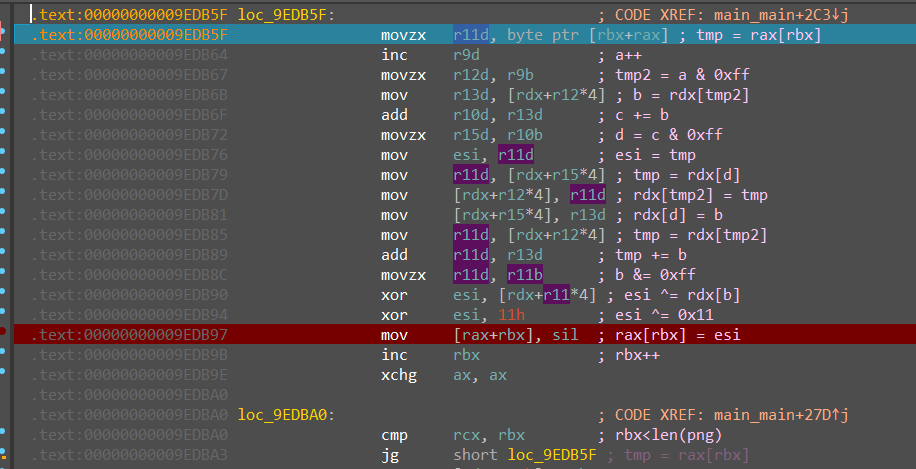 .text:00000000009EDB5F loc_9EDB5F: ; CODE XREF: main_main+2C3↓j
.text:00000000009EDB5F movzx r11d, byte ptr [rbx+rax] ; tmp = rax[rbx]
.text:00000000009EDB64 inc r9d ; a++
.text:00000000009EDB67 movzx r12d, r9b ; tmp2 = a & 0xff
.text:00000000009EDB6B mov r13d, [rdx+r12*4] ; b = rdx[tmp2]
.text:00000000009EDB6F add r10d, r13d ; c += b
.text:00000000009EDB72 movzx r15d, r10b ; d = c & 0xff
.text:00000000009EDB76 mov esi, r11d ; esi = tmp
.text:00000000009EDB79 mov r11d, [rdx+r15*4] ; tmp = rdx[d]
.text:00000000009EDB7D mov [rdx+r12*4], r11d ; rdx[tmp2] = tmp
.text:00000000009EDB81 mov [rdx+r15*4], r13d ; rdx[d] = b
.text:00000000009EDB85 mov r11d, [rdx+r12*4] ; tmp = rdx[tmp2]
.text:00000000009EDB89 add r11d, r13d ; tmp += b
.text:00000000009EDB8C movzx r11d, r11b ; b &= 0xff
.text:00000000009EDB90 xor esi, [rdx+r11*4] ; esi ^= rdx[b]
.text:00000000009EDB94 xor esi, 11h ; esi ^= 0x11
.text:00000000009EDB97 mov [rax+rbx], sil ; rax[rbx] = esi
.text:00000000009EDB9B inc rbx ; rbx++
.text:00000000009EDB9E xchg ax, ax
.text:00000000009EDBA0
.text:00000000009EDBA0 loc_9EDBA0: ; CODE XREF: main_main+27D↑j
.text:00000000009EDBA0 cmp rcx, rbx ; rbx<len(png)
.text:00000000009EDBA3 jg short loc_9EDB5F ; tmp = rax[rbx]